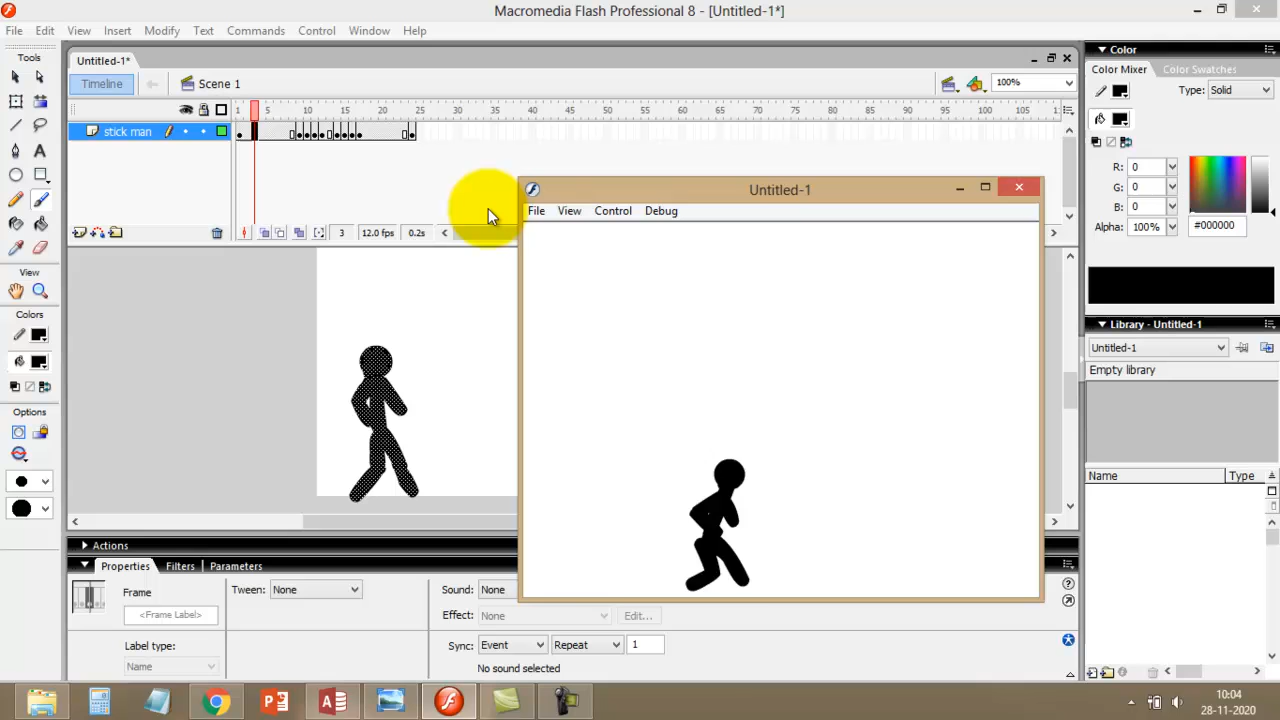 Macromedia Flash Professional 8 - [Untitled-1*]
File Edit View Insert Modify Text Commands Control Window Help
Tools
View
Colors
Options
Untitled-1*
Timeline
Scene 1
100%
1 5 10 15 20 25 30 35 40 45 50 55 60 65 70 75 80 85 90 95 100 105
stick man
3 12.0 fps 0.2s
Untitled-1
File View Control Debug
Color
Color Mixer Color Swatches
Type: Solid
R: 0
G: 0
B: 0
Alpha: 100% #000000
Library - Untitled-1
Untitled-1
Empty library
Name Type
Actions
Properties Filters Parameters
Frame
<Frame Label>
Label type:
Name
Tween: None
Sound: None
Effect: None Edit...
Sync: Event Repeat 1
No sound selected
10:04
28-11-2020